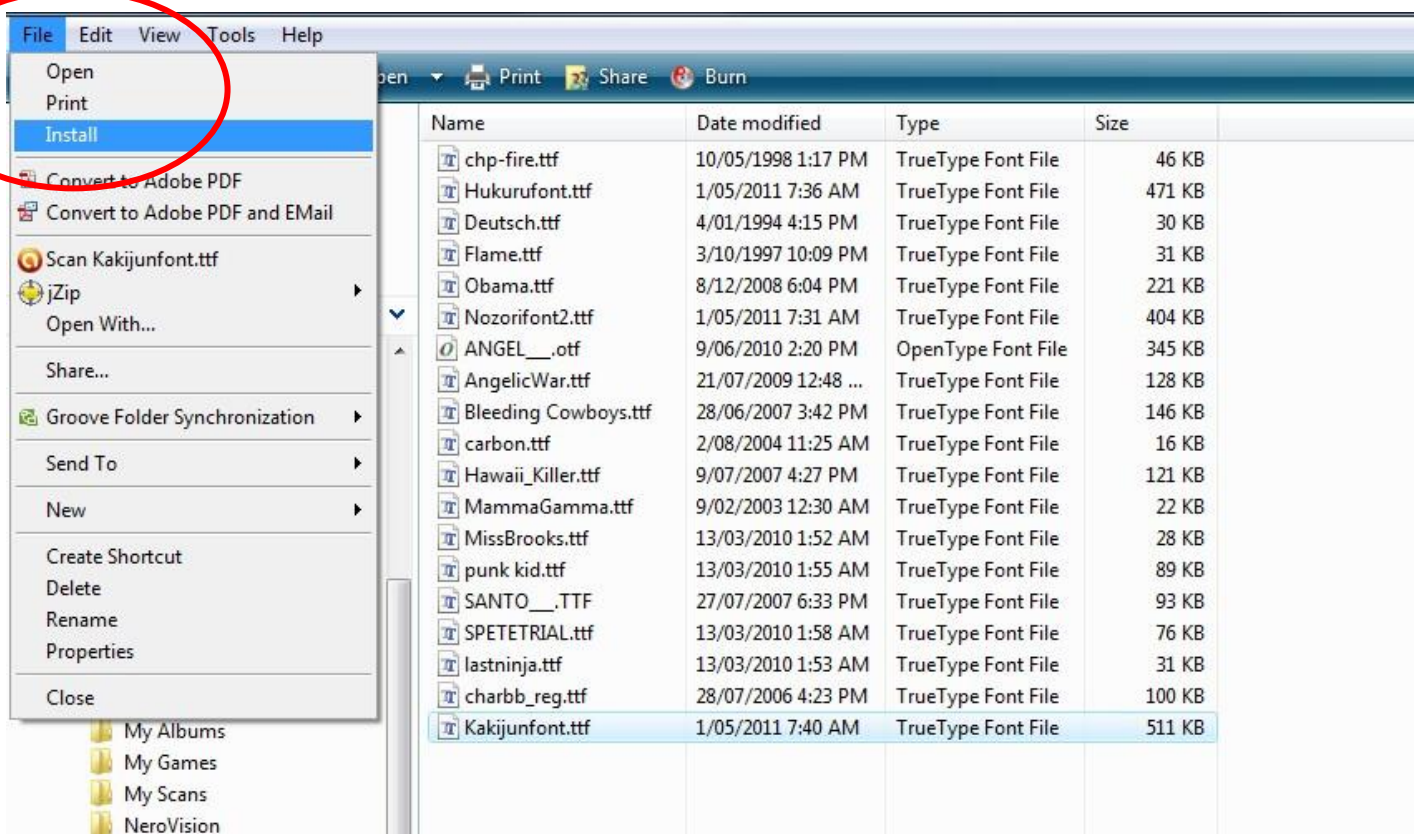 File Edit View Tools Help
Print Share Burn
Open
Print
Install
Convert to Adobe PDF
Convert to Adobe PDF and EMail
Scan Kakijunfont.ttf
jZip
Open With...
Share...
Groove Folder Synchronization
Send To
New
Create Shortcut
Delete
Rename
Properties
Close
My Albums
My Games
My Scans
NeroVision
Name Date modified Type Size
chp-fire.ttf 10/05/1998 1:17 PM TrueType Font File 46 KB
Hukurufont.ttf 1/05/2011 7:36 AM TrueType Font File 471 KB
Deutsch.ttf 4/01/1994 4:15 PM TrueType Font File 30 KB
Flame.ttf 3/10/1997 10:09 PM TrueType Font File 31 KB
Obama.ttf 8/12/2008 6:04 PM TrueType Font File 221 KB
Nozorifont2.ttf 1/05/2011 7:31 AM TrueType Font File 404 KB
ANGEL__.otf 9/06/2010 2:20 PM OpenType Font File 345 KB
AngelicWar.ttf 21/07/2009 12:48 ... TrueType Font File 128 KB
Bleeding Cowboys.ttf 28/06/2007 3:42 PM TrueType Font File 146 KB
carbon.ttf 2/08/2004 11:25 AM TrueType Font File 16 KB
Hawaii_Killer.ttf 9/07/2007 4:27 PM TrueType Font File 121 KB
MammaGamma.ttf 9/02/2003 12:30 AM TrueType Font File 22 KB
MissBrooks.ttf 13/03/2010 1:52 AM TrueType Font File 28 KB
punk kid.ttf 13/03/2010 1:55 AM TrueType Font File 89 KB
SANTO__.TTF 27/07/2007 6:33 PM TrueType Font File 93 KB
SPETETRIAL.ttf 13/03/2010 1:58 AM TrueType Font File 76 KB
lastninja.ttf 13/03/2010 1:53 AM TrueType Font File 31 KB
charbb_reg.ttf 28/07/2006 4:23 PM TrueType Font File 100 KB
Kakijunfont.ttf 1/05/2011 7:40 AM TrueType Font File 511 KB